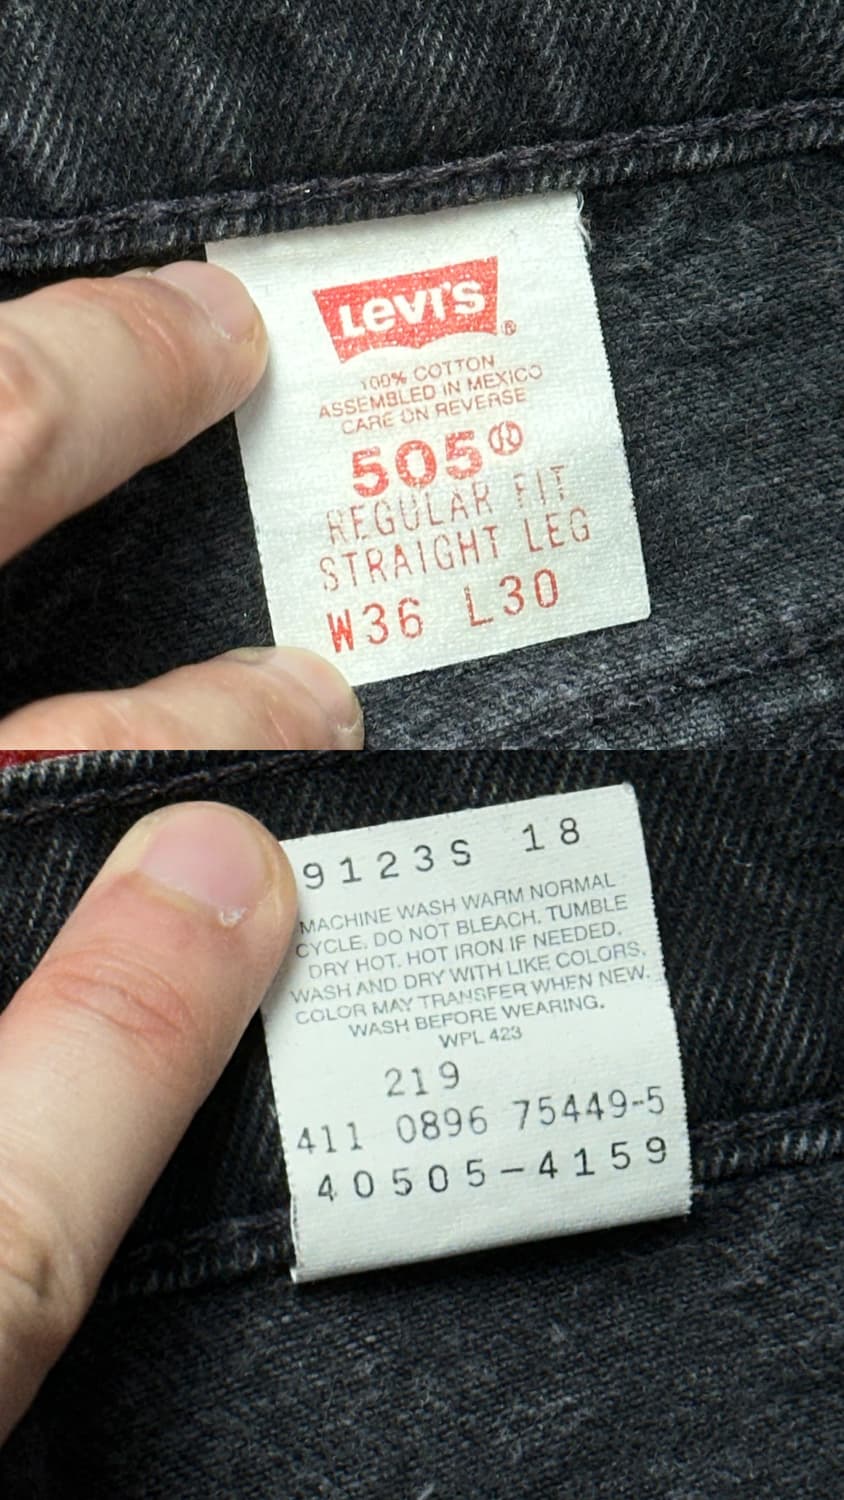 Levi's ®
100% COTTON
ASSEMBLED IN MEXICO
CARE ON REVERSE
505®
REGULAR FIT
STRAIGHT LEG
W36 L30
9123S 18
MACHINE WASH WARM NORMAL
CYCLE. DO NOT BLEACH. TUMBLE
DRY HOT. HOT IRON IF NEEDED.
WASH AND DRY WITH LIKE COLORS.
COLOR MAY TRANSFER WHEN NEW.
WASH BEFORE WEARING.
WPL 423
219
411 0896 75449-5
40505-4159